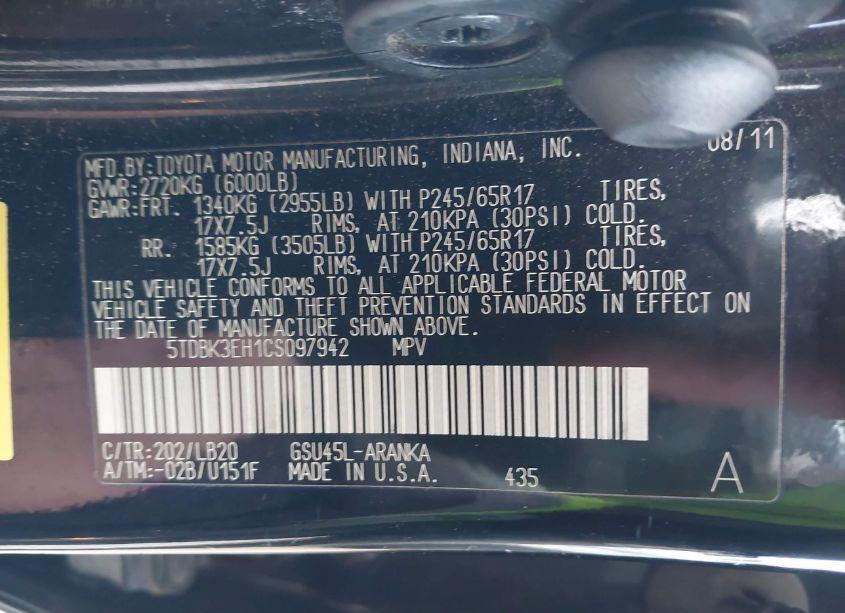 MFD.BY:TOYOTA MOTOR MANUFACTURING, INDIANA, INC. 08/11
GVWR:2720KG (6000LB)
GAWR:FRT. 1340KG (2955LB) WITH P245/65R17 TIRES,
17X7.5J RIMS, AT 210KPA (30PSI) COLD.
RR. 1585KG (3505LB) WITH P245/65R17 TIRES,
17X7.5J RIMS, AT 210KPA (30PSI) COLD.
THIS VEHICLE CONFORMS TO ALL APPLICABLE FEDERAL MOTOR
VEHICLE SAFETY AND THEFT PREVENTION STANDARDS IN EFFECT ON
THE DATE OF MANUFACTURE SHOWN ABOVE.
5TDBK3EH1CS097942 MPV
C/TR:202/LB20 GSU45L-ARANKA
A/TM:-02B/U151F MADE IN U.S.A. 435 A